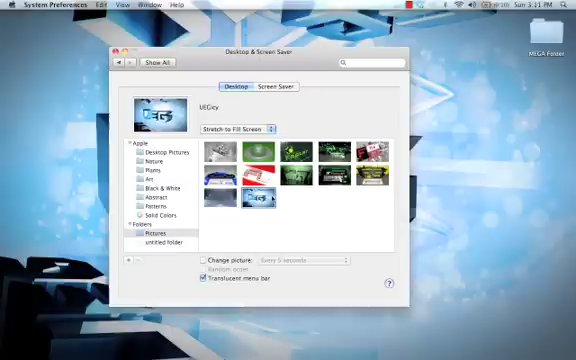 System Preferences Edit View Window Help
Sun 3:11 PM
MEGA Folder
Desktop & Screen Saver
Show All
Desktop Screen Saver
Stretch to Fill Screen
Apple
Desktop Pictures
Nature
Plants
Art
Black & White
Abstract
Patterns
Solid Colors
Folders
Pictures
untitled folder
Change picture: Every 5 seconds
Random order
Translucent menu bar
?